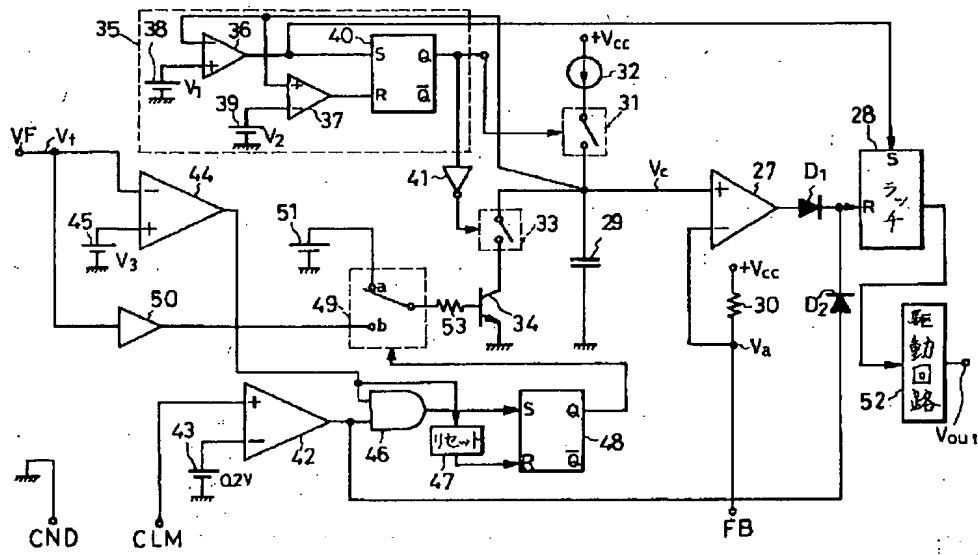 35
38
V1
36
39
V2
37
40
S
Q
R
Q̅
+Vcc
32
31
28
S
ラッチ
R
VF
Vt
44
45
V3
41
33
Vc
27
D1
29
51
a
49
b
50
53
34
+Vcc
30
Va
D2
駆動回路
52
Vout
43
0.2V
42
46
リセット
47
S
Q
R
Q̅
48
CND
CLM
FB